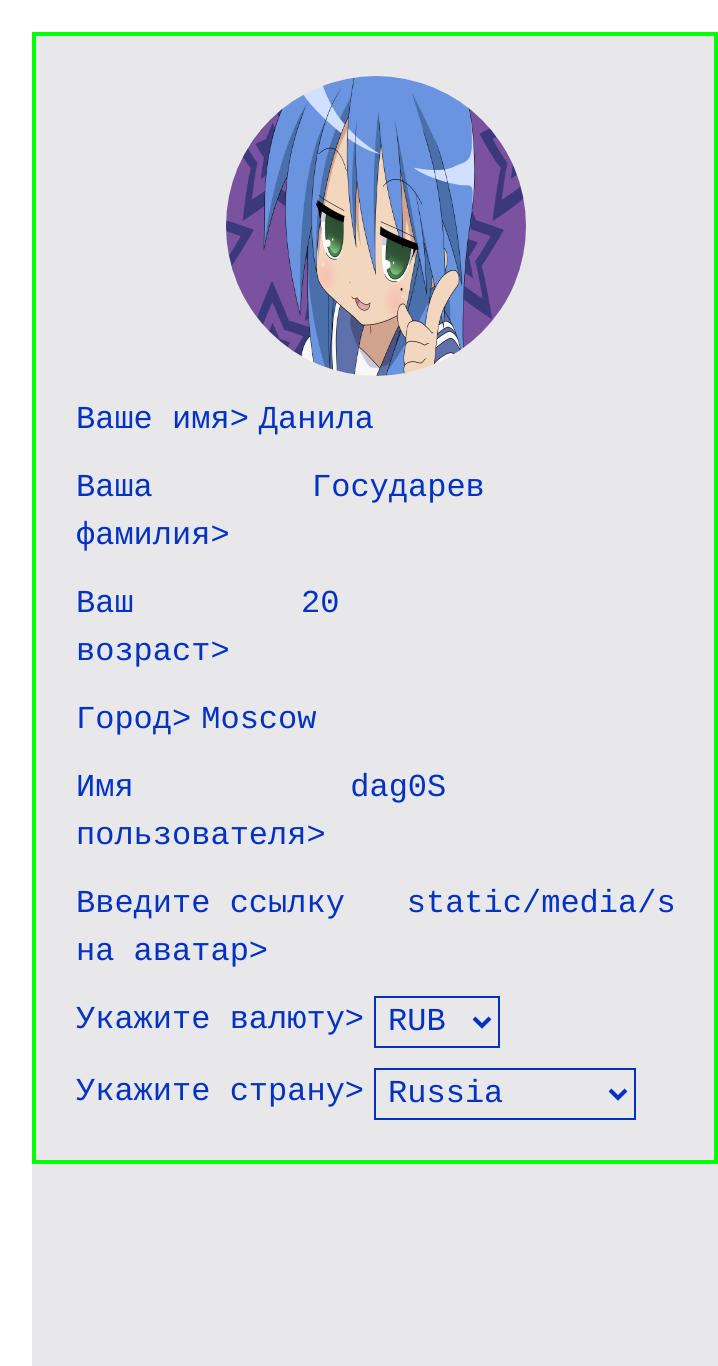 Ваше имя> Данила
Ваша Государев
фамилия>
Ваш 20
возраст>
Город> Moscow
Имя dag0S
пользователя>
Введите ссылку static/media/s
на аватар>
Укажите валюту> RUB
Укажите страну> Russia